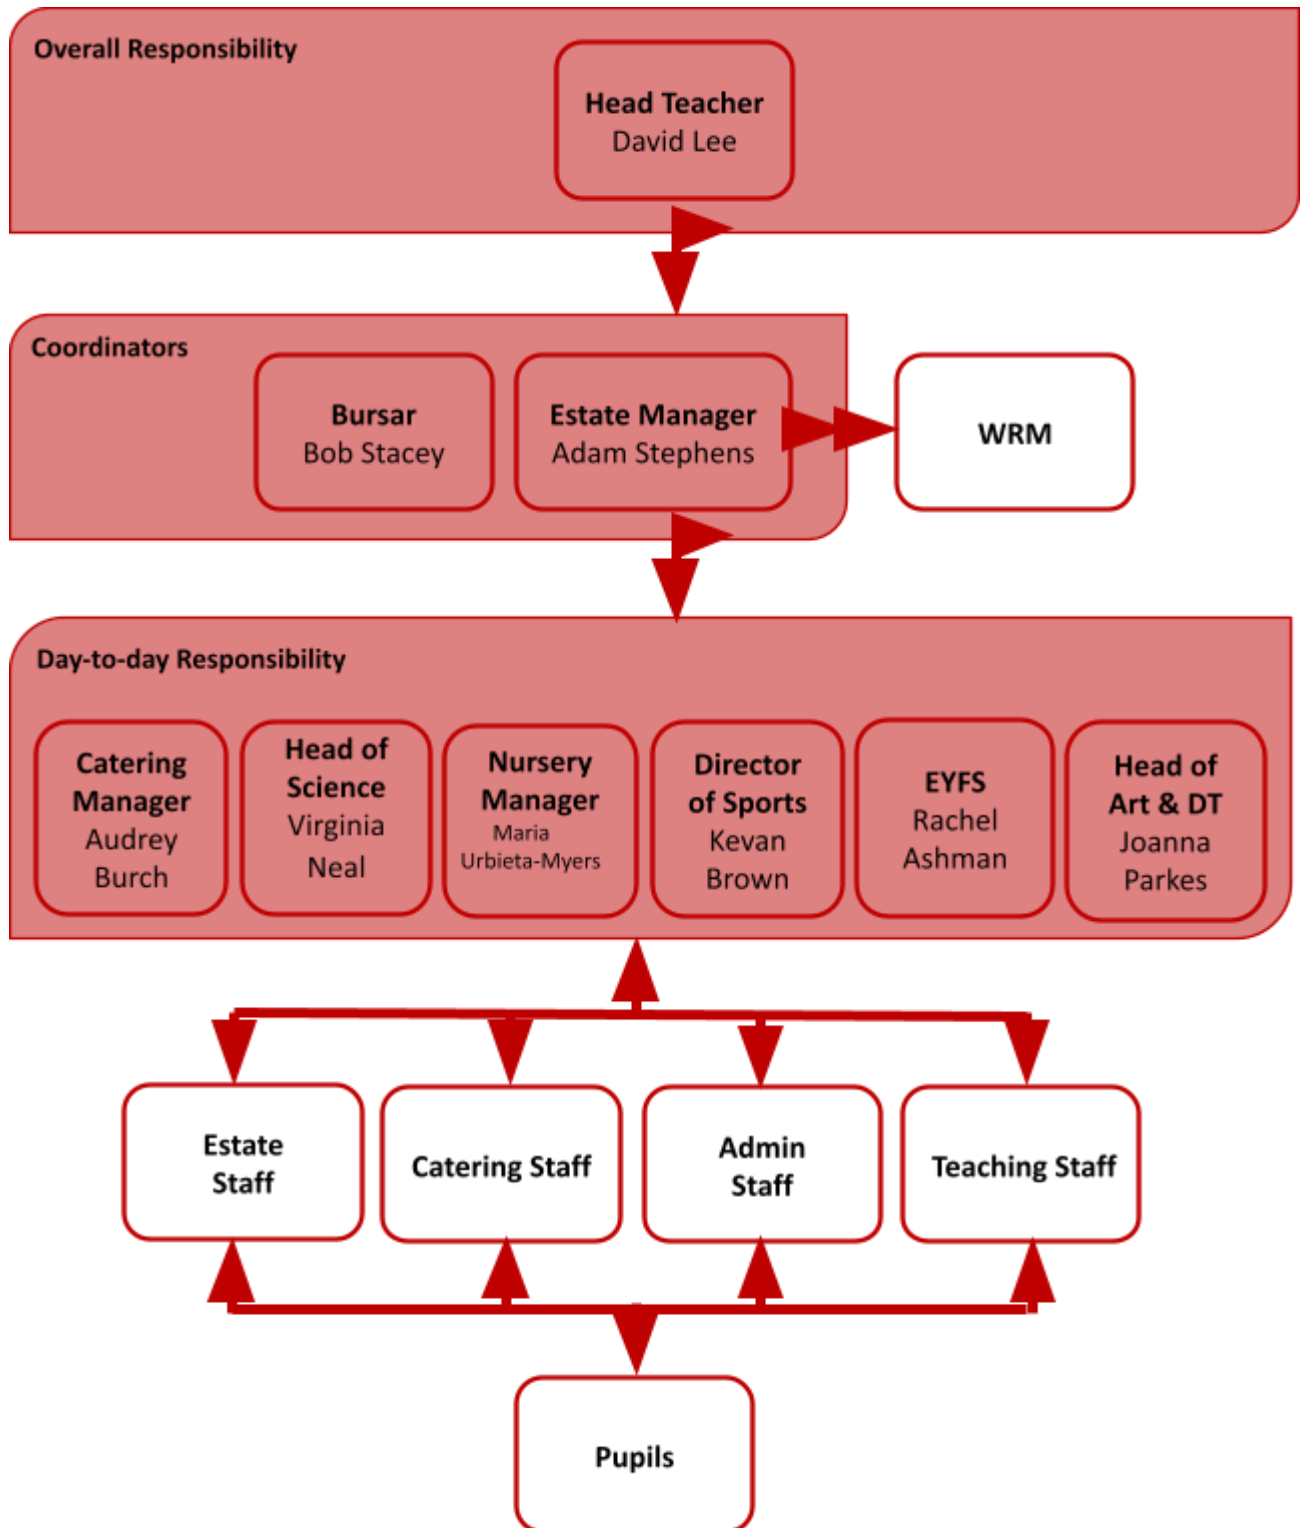 Overall Responsibility
Head Teacher
David Lee
Coordinators
Bursar
Bob Stacey
Estate Manager
Adam Stephens
WRM
Day-to-day Responsibility
Catering
Manager
Audrey
Burch
Head of
Science
Virginia
Neal
Nursery
Manager
Maria
Urbieta-Myers
Director
of Sports
Kevan
Brown
EYFS
Rachel
Ashman
Head of
Art & DT
Joanna
Parkes
Estate
Staff
Catering Staff
Admin
Staff
Teaching Staff
Pupils